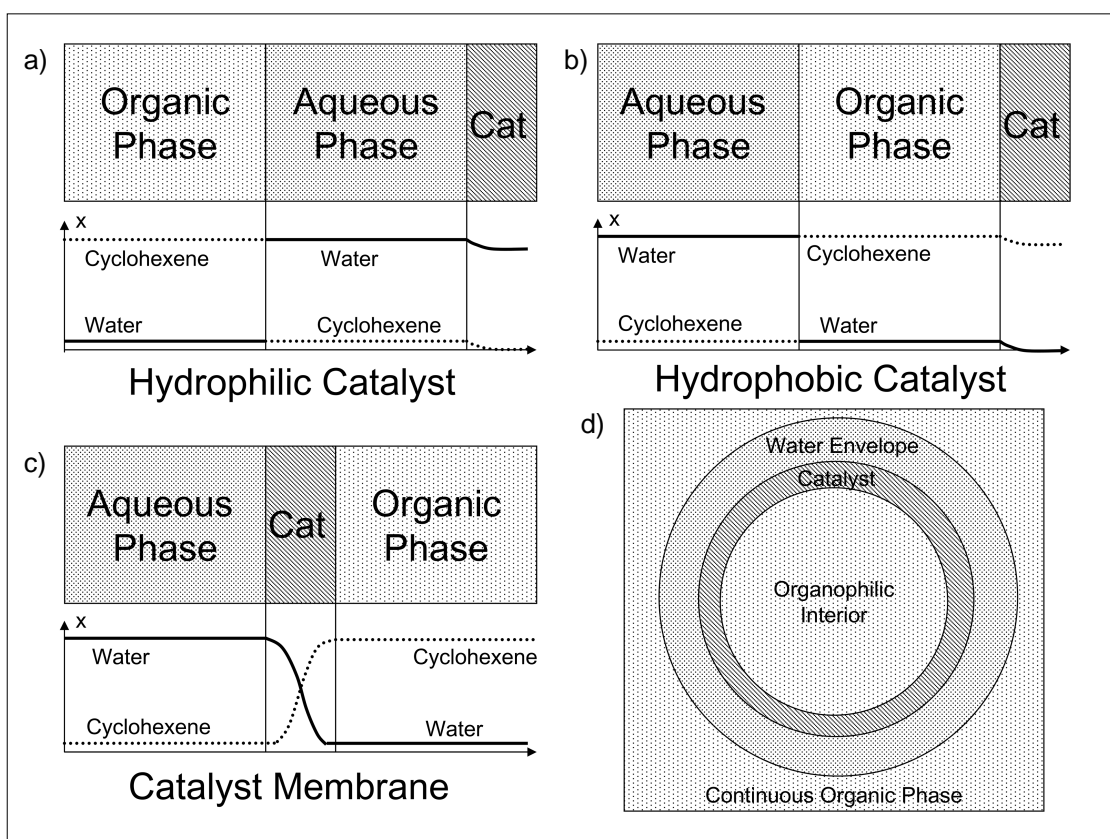 a)
Organic
Phase
Aqueous
Phase
Cat
x
Cyclohexene
Water
Water
Cyclohexene
Hydrophilic Catalyst
b)
Aqueous
Phase
Organic
Phase
Cat
x
Water
Cyclohexene
Cyclohexene
Water
Hydrophobic Catalyst
c)
Aqueous
Phase
Cat
Organic
Phase
x
Water
Cyclohexene
Cyclohexene
Water
Catalyst Membrane
d)
Water Envelope
Catalyst
Organophilic
Interior
Continuous Organic Phase